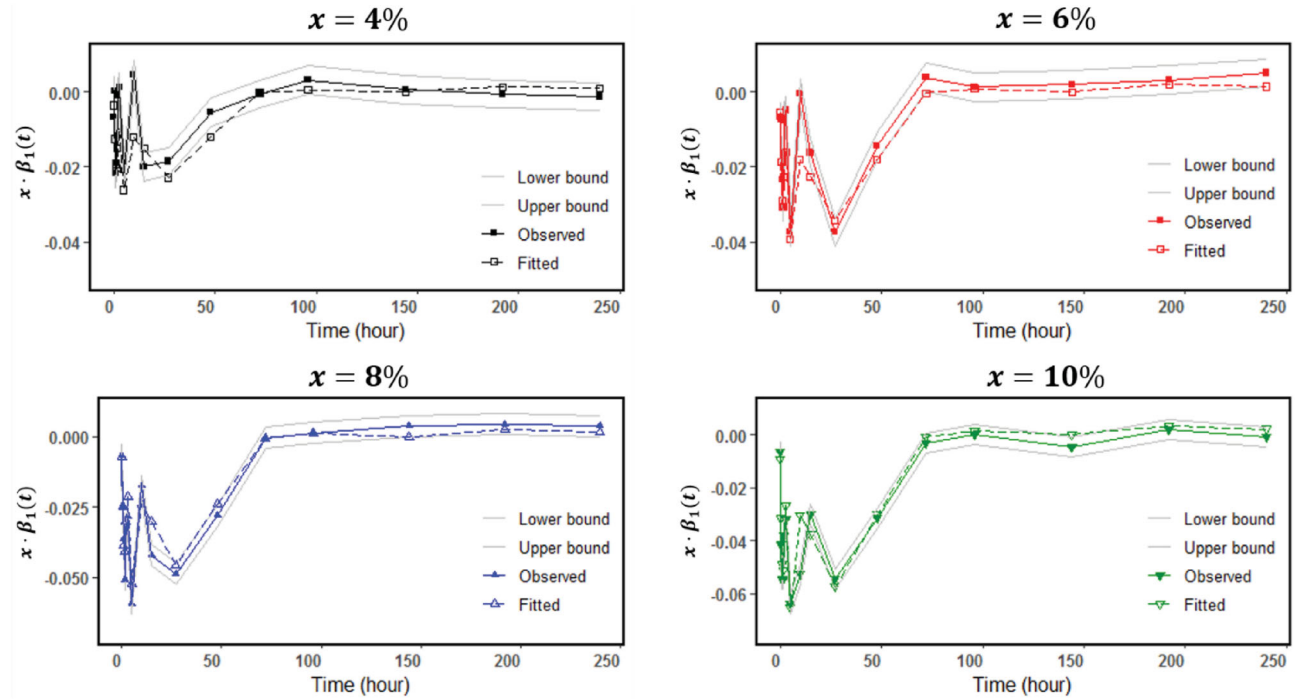 x = 4%
x · β₁(t)
0.00
-0.02
-0.04
Lower bound
Upper bound
Observed
Fitted
0 50 100 150 200 250
Time (hour)
x = 6%
x · β₁(t)
0.00
-0.02
-0.04
Lower bound
Upper bound
Observed
Fitted
0 50 100 150 200 250
Time (hour)
x = 8%
x · β₁(t)
0.000
-0.025
-0.050
Lower bound
Upper bound
Observed
Fitted
0 50 100 150 200 250
Time (hour)
x = 10%
x · β₁(t)
0.00
-0.02
-0.04
-0.06
Lower bound
Upper bound
Observed
Fitted
0 50 100 150 200 250
Time (hour)